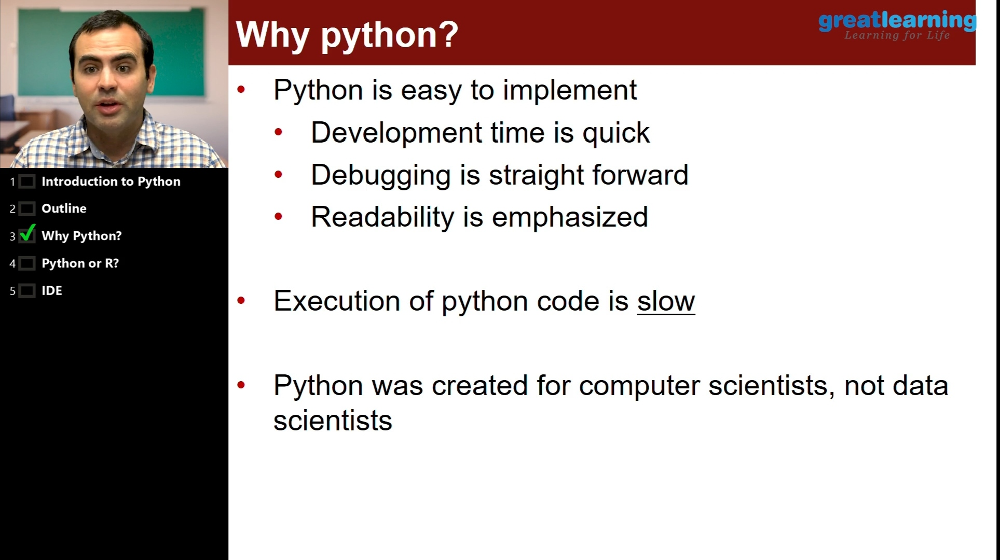 Why python?
greatlearning
Learning for Life
1 Introduction to Python
2 Outline
3 Why Python?
4 Python or R?
5 IDE
• Python is easy to implement
• Development time is quick
• Debugging is straight forward
• Readability is emphasized
• Execution of python code is slow
• Python was created for computer scientists, not data
scientists